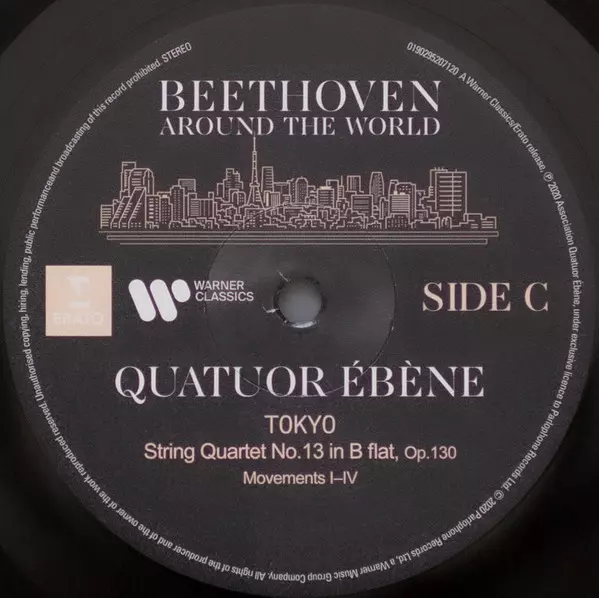 BEETHOVEN
AROUND THE WORLD
WARNER
CLASSICS
ERATO
SIDE C
QUATUOR ÉBÈNE
TOKYO
String Quartet No.13 in B flat, Op.130
Movements I–IV
0190295207120 A Warner Classics/Erato release, ℗ 2020 Association Quatuor Ébène, under exclusive licence to Parlophone Records Ltd. © 2020 Parlophone Records Ltd, a Warner Music Group Company. All rights of the producer and of the owner of the work reproduced reserved. Unauthorised copying, hiring, lending, public performanceand broadcasting of this record prohibited. STEREO